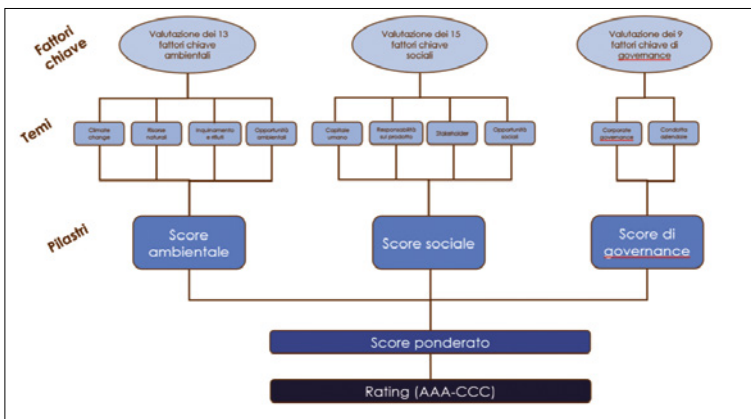 Fattori
chiave
Valutazione dei 13
fattori chiave
ambientali
Valutazione dei 15
fattori chiave
sociali
Valutazione dei 9
fattori chiave di
governance
Temi
Climate
change
Risorse
naturali
Inquinamento
e rifiuti
Opportunità
ambientali
Capitale
umano
Responsabilità
sul prodotto
Stakeholder
Opportunità
sociali
Corporate
governance
Condotta
aziendale
Pilastri
Score
ambientale
Score sociale
Score di
governance
Score ponderato
Rating (AAA-CCC)